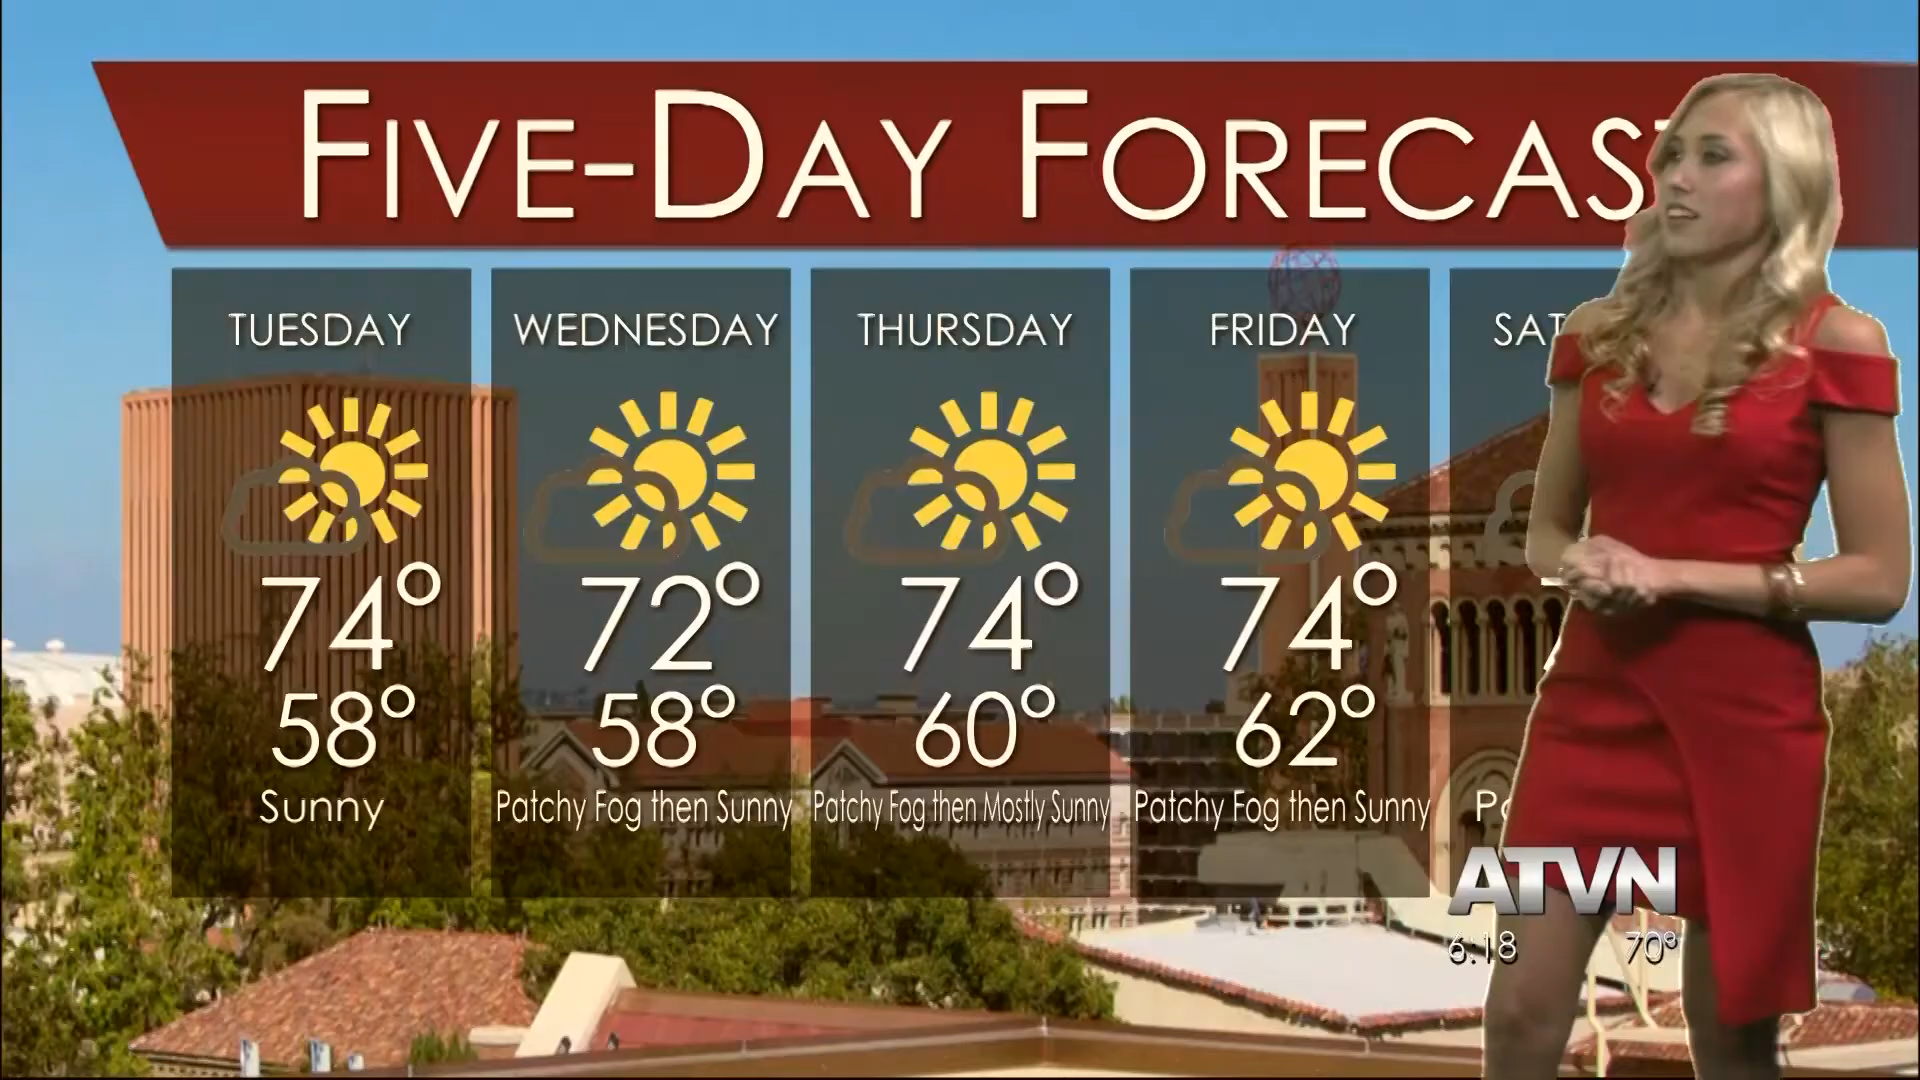 FIVE-DAY FORECAST
TUESDAY
74°
58°
Sunny
WEDNESDAY
72°
58°
Patchy Fog then Sunny
THURSDAY
74°
60°
Patchy Fog then Mostly Sunny
FRIDAY
74°
62°
Patchy Fog then Sunny
SAT
ATVN
6:18 70°